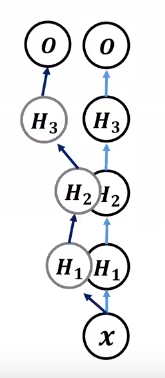 O O
H₃ H₃
H₂ H₂
H₁ H₁
x